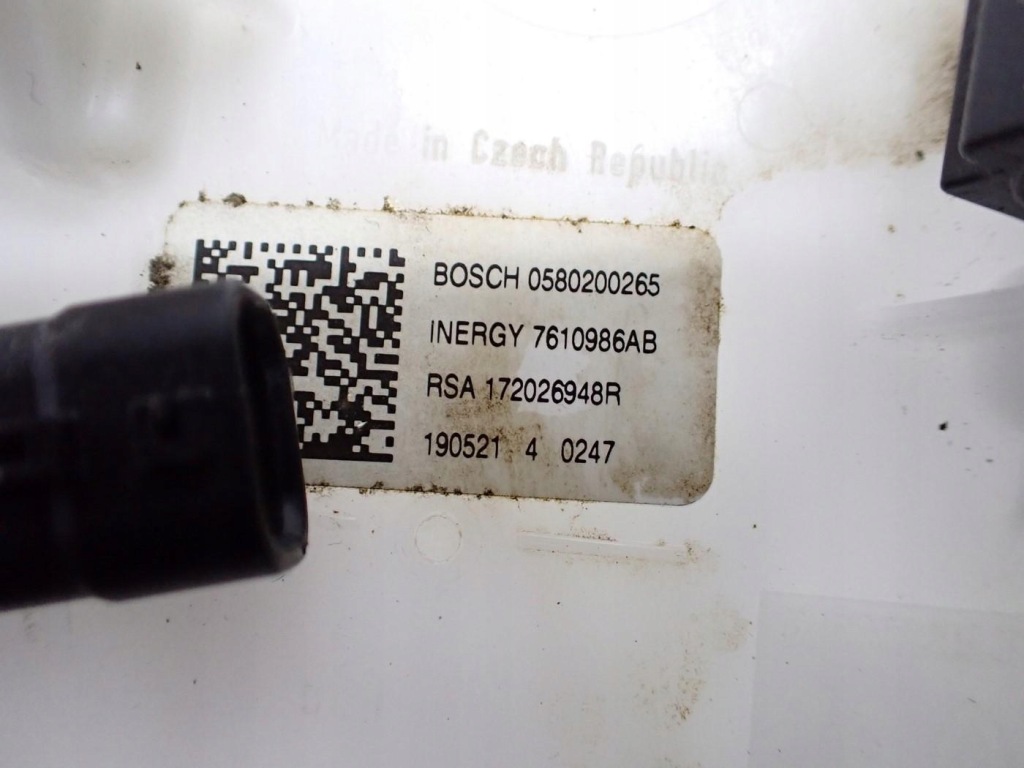 Made in Czech Republic
BOSCH 0580200265
INERGY 7610986AB
RSA 172026948R
190521 4 0247